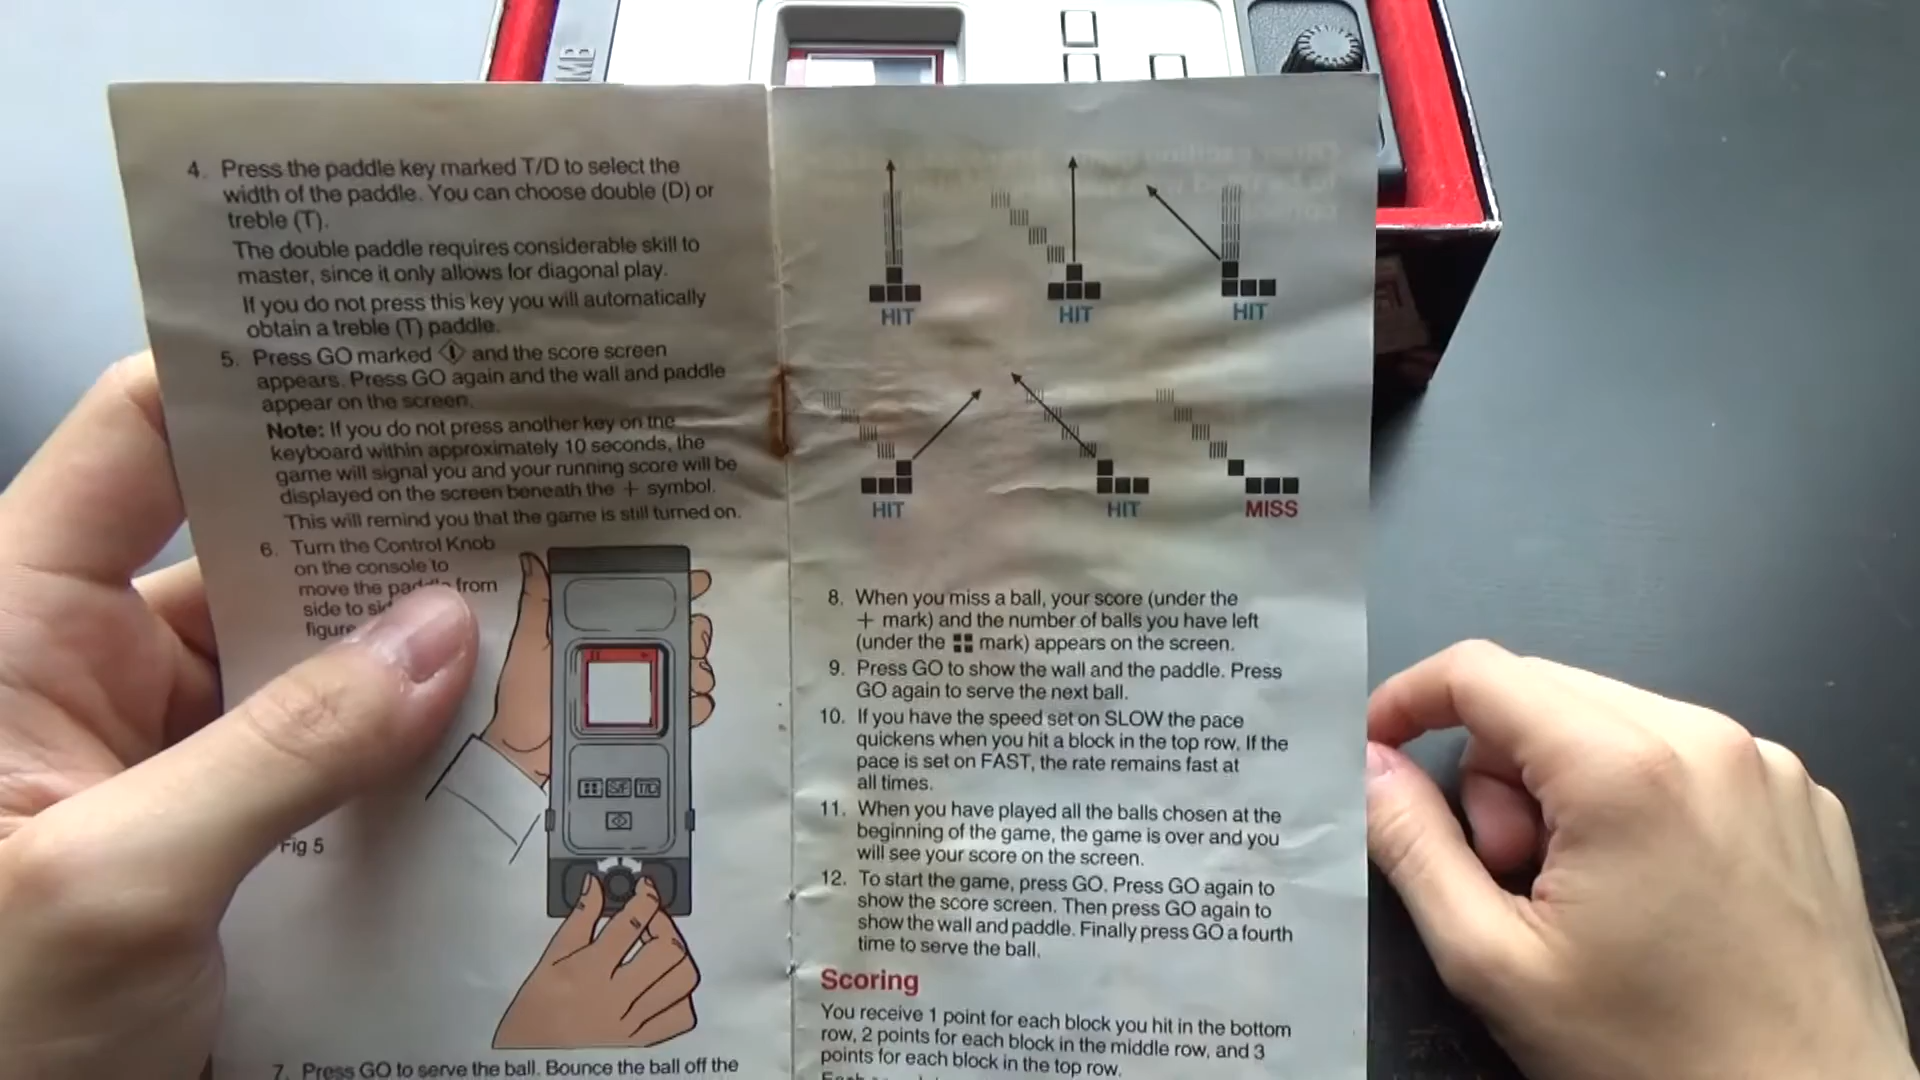 MB
4. Press the paddle key marked T/D to select the
width of the paddle. You can choose double (D) or
treble (T).
The double paddle requires considerable skill to
master, since it only allows for diagonal play.
If you do not press this key you will automatically
obtain a treble (T) paddle.
5. Press GO marked and the score screen
appears. Press GO again and the wall and paddle
appear on the screen.
Note: If you do not press another key on the
keyboard within approximately 10 seconds, the
game will signal you and your running score will be
displayed on the screen beneath the + symbol.
This will remind you that the game is still turned on.
6. Turn the Control Knob
on the console to
move the paddle from
side to
figure
S/F T/D
Fig 5
7. Press GO to serve the ball. Bounce the ball off the
HIT HIT HIT
HIT HIT MISS
8. When you miss a ball, your score (under the
+ mark) and the number of balls you have left
(under the mark) appears on the screen.
9. Press GO to show the wall and the paddle. Press
GO again to serve the next ball.
10. If you have the speed set on SLOW the pace
quickens when you hit a block in the top row. If the
pace is set on FAST, the rate remains fast at
all times.
11. When you have played all the balls chosen at the
beginning of the game, the game is over and you
will see your score on the screen.
12. To start the game, press GO. Press GO again to
show the score screen. Then press GO again to
show the wall and paddle. Finally press GO a fourth
time to serve the ball.
Scoring
You receive 1 point for each block you hit in the bottom
row, 2 points for each block in the middle row, and 3
points for each block in the top row.